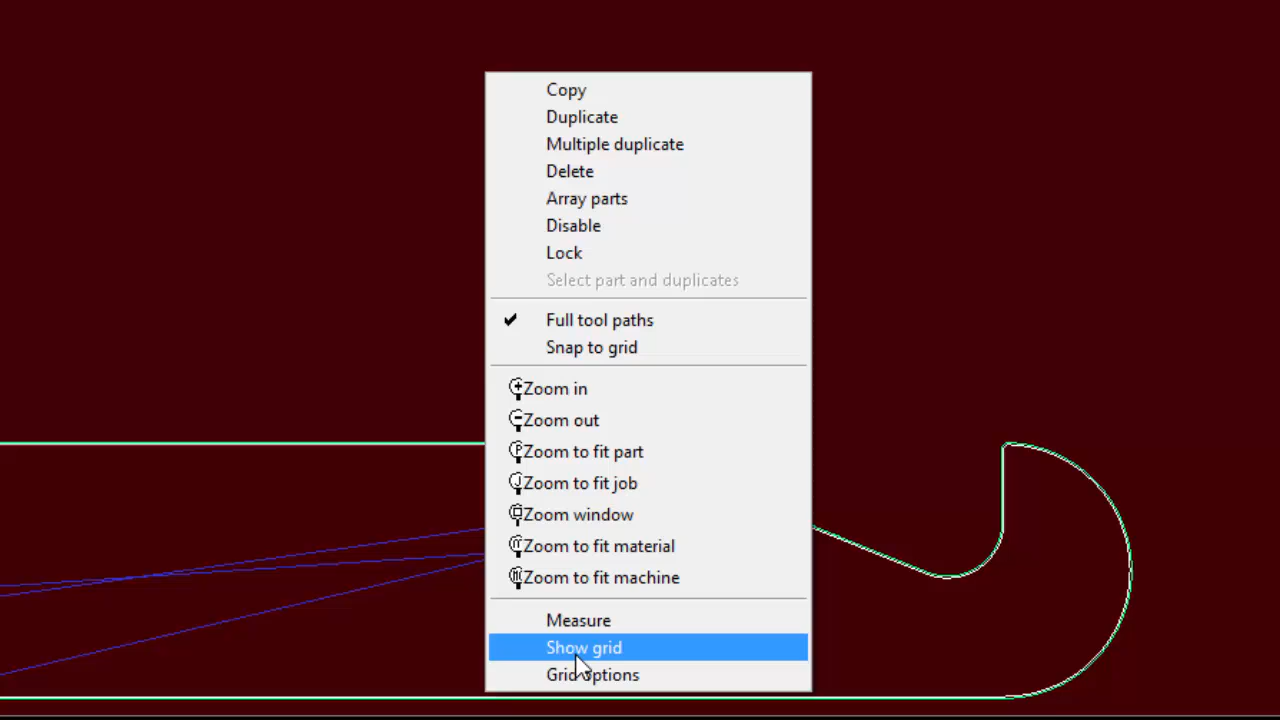 Copy
Duplicate
Multiple duplicate
Delete
Array parts
Disable
Lock
Select part and duplicates
Full tool paths
Snap to grid
Zoom in
Zoom out
Zoom to fit part
Zoom to fit job
Zoom window
Zoom to fit material
Zoom to fit machine
Measure
Show grid
Grid options